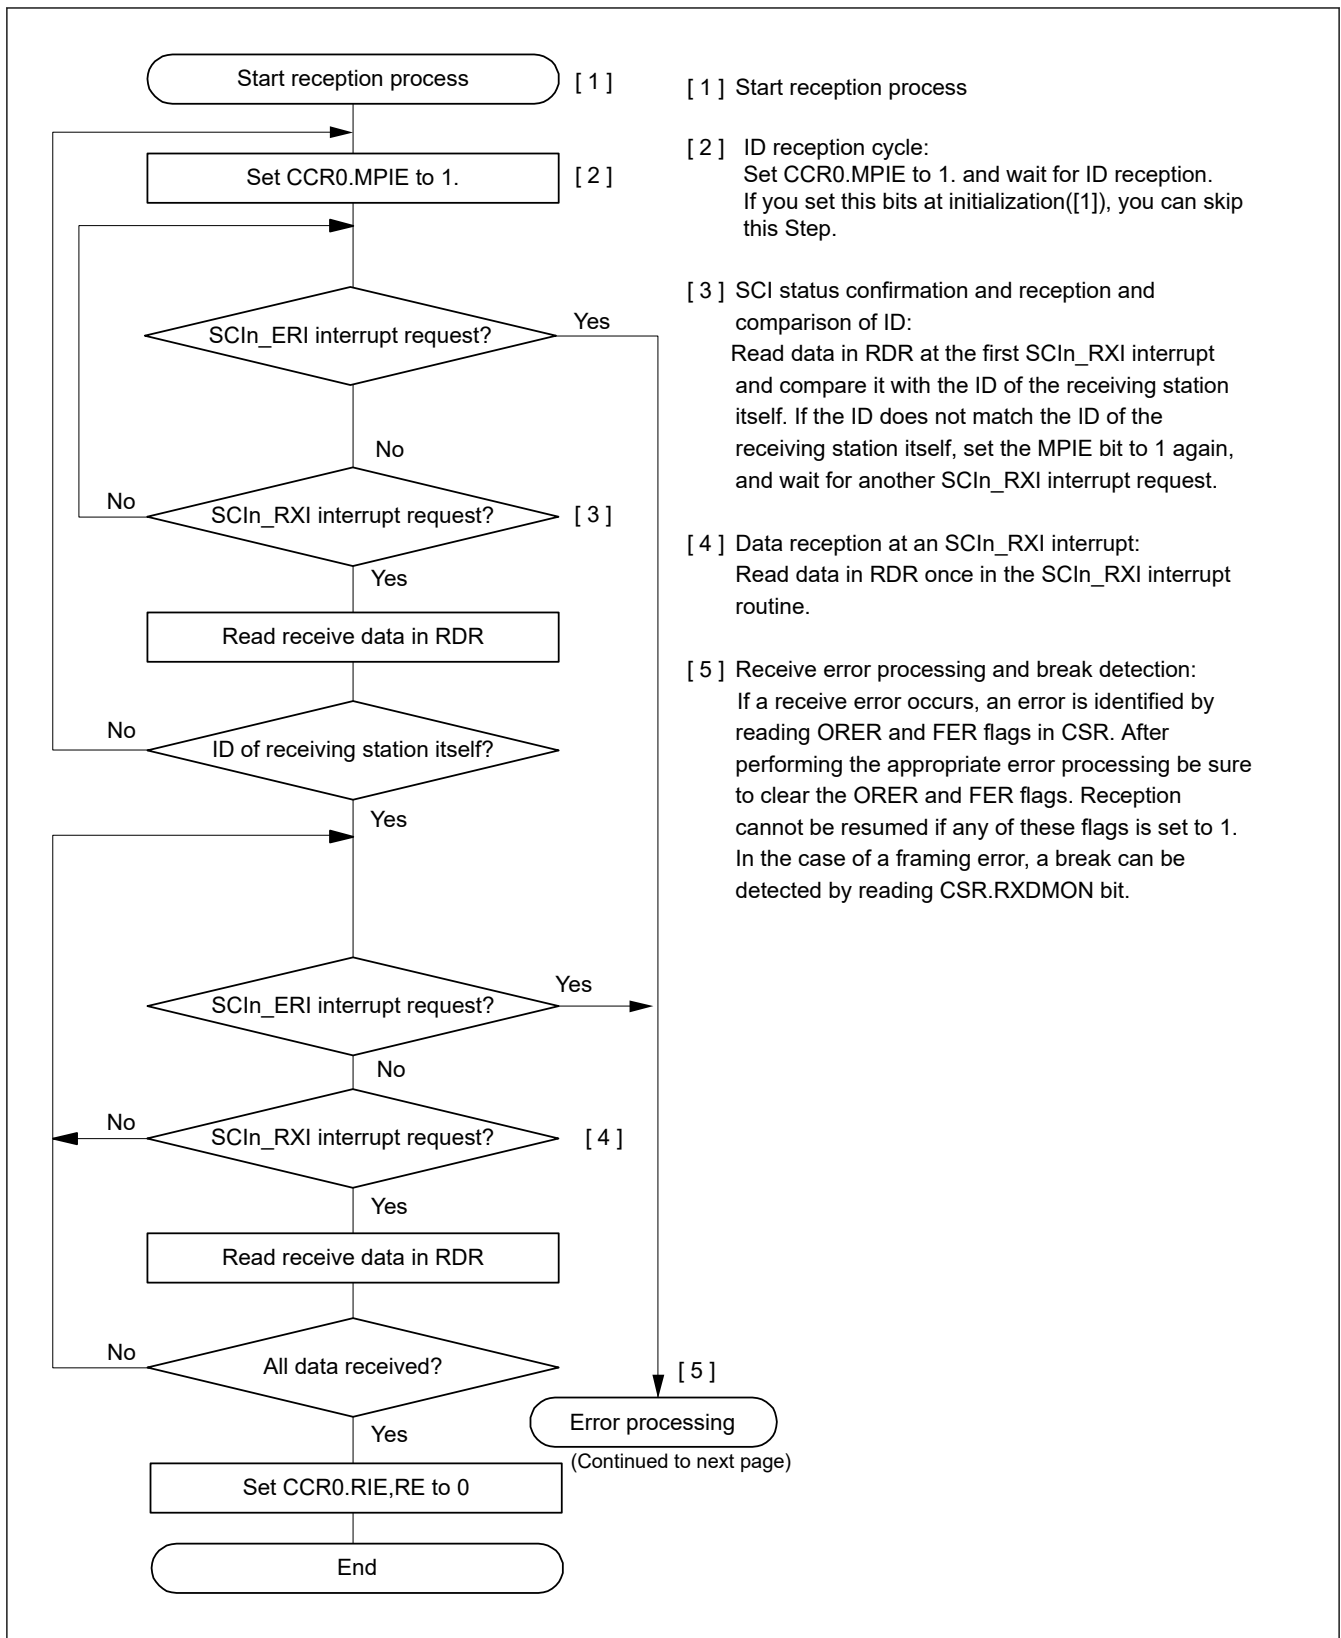 Start reception process
[ 1 ]
Set CCR0.MPIE to 1.
[ 2 ]
SCIn_ERI interrupt request?
Yes
No
No
SCIn_RXI interrupt request?
[ 3 ]
Yes
Read receive data in RDR
No
ID of receiving station itself?
Yes
SCIn_ERI interrupt request?
Yes
No
No
SCIn_RXI interrupt request?
[ 4 ]
Yes
Read receive data in RDR
No
All data received?
[ 5 ]
Error processing
(Continued to next page)
Yes
Set CCR0.RIE,RE to 0
End
[ 1 ] Start reception process
[ 2 ] ID reception cycle:
Set CCR0.MPIE to 1. and wait for ID reception.
If you set this bits at initialization([1]), you can skip
this Step.
[ 3 ] SCI status confirmation and reception and
comparison of ID:
Read data in RDR at the first SCIn_RXI interrupt
and compare it with the ID of the receiving station
itself. If the ID does not match the ID of the
receiving station itself, set the MPIE bit to 1 again,
and wait for another SCIn_RXI interrupt request.
[ 4 ] Data reception at an SCIn_RXI interrupt:
Read data in RDR once in the SCIn_RXI interrupt
routine.
[ 5 ] Receive error processing and break detection:
If a receive error occurs, an error is identified by
reading ORER and FER flags in CSR. After
performing the appropriate error processing be sure
to clear the ORER and FER flags. Reception
cannot be resumed if any of these flags is set to 1.
In the case of a framing error, a break can be
detected by reading CSR.RXDMON bit.